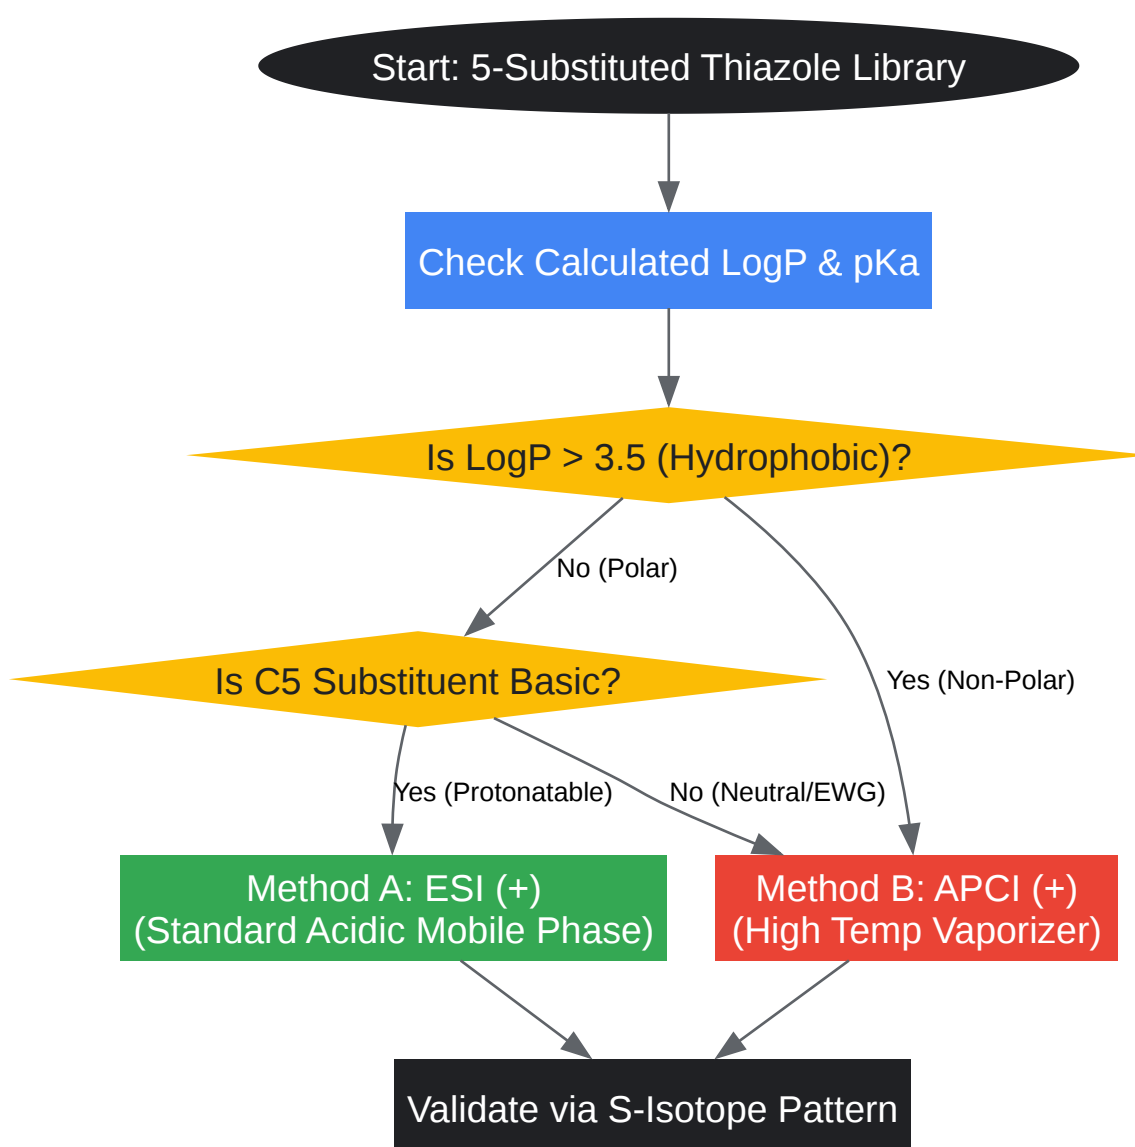 Start: 5-Substituted Thiazole Library
Check Calculated LogP & pKa
Is LogP > 3.5 (Hydrophobic)?
No (Polar)
Yes (Non-Polar)
Is C5 Substituent Basic?
Yes (Protonatable)
No (Neutral/EWG)
Method A: ESI (+)
(Standard Acidic Mobile Phase)
Method B: APCI (+)
(High Temp Vaporizer)
Validate via S-Isotope Pattern